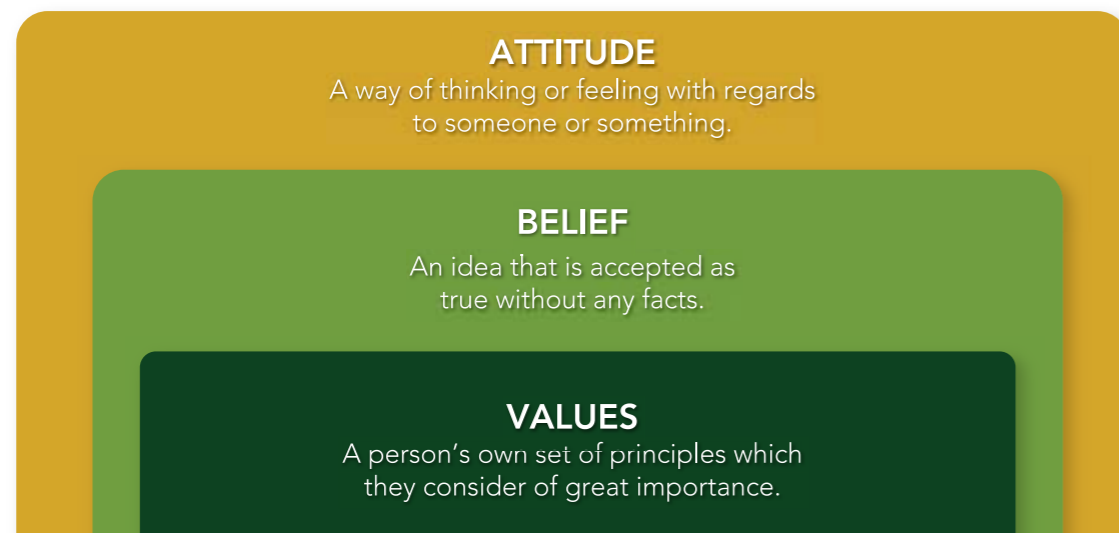 ATTITUDE
A way of thinking or feeling with regards
to someone or something.
BELIEF
An idea that is accepted as
true without any facts.
VALUES
A person’s own set of principles which
they consider of great importance.